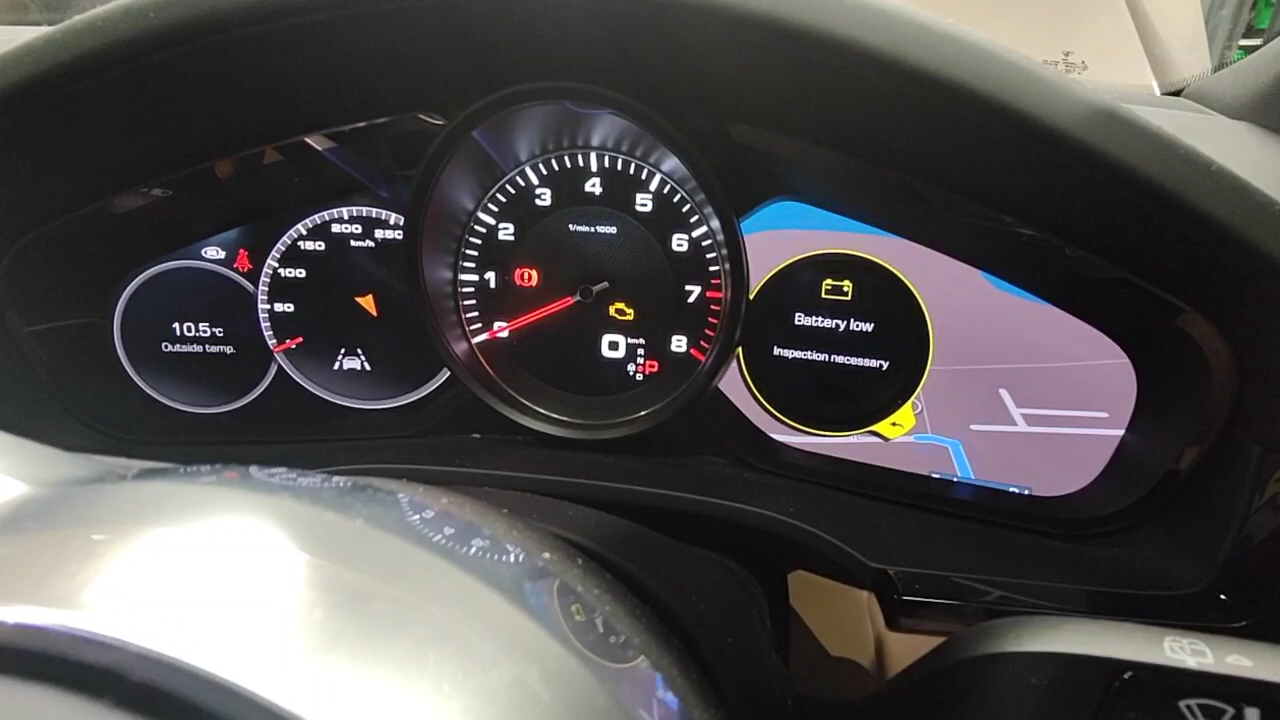 10.5°C
Outside temp.
50
100
150
200
250
km/h
0
1
2
3
4
5
6
7
8
1/min x 1000
0 km/h
A
N
D
P
Battery low
Inspection necessary